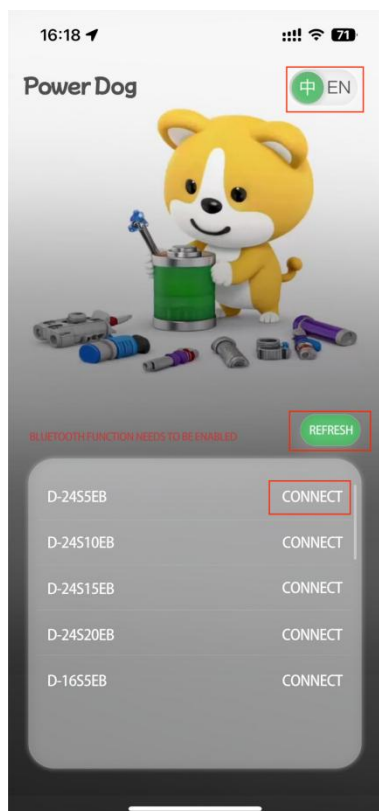 16:18
71
Power Dog
中 EN
BLUETOOTH FUNCTION NEEDS TO BE ENABLED
REFRESH
D-24S5EB CONNECT
D-24S10EB CONNECT
D-24S15EB CONNECT
D-24S20EB CONNECT
D-16S5EB CONNECT